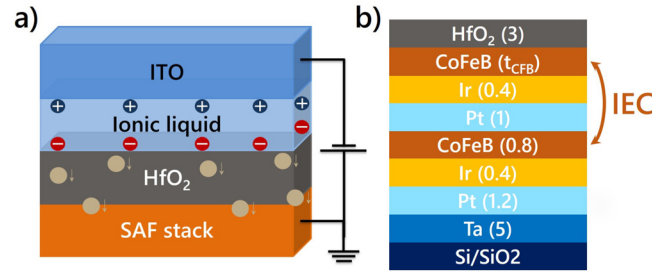 a)
ITO
+ + + + +
Ionic liquid
− − − − −
HfO₂
SAF stack
b)
HfO₂ (3)
CoFeB (t_CFB)
Ir (0.4)
Pt (1)
CoFeB (0.8)
Ir (0.4)
Pt (1.2)
Ta (5)
Si/SiO2
IEC